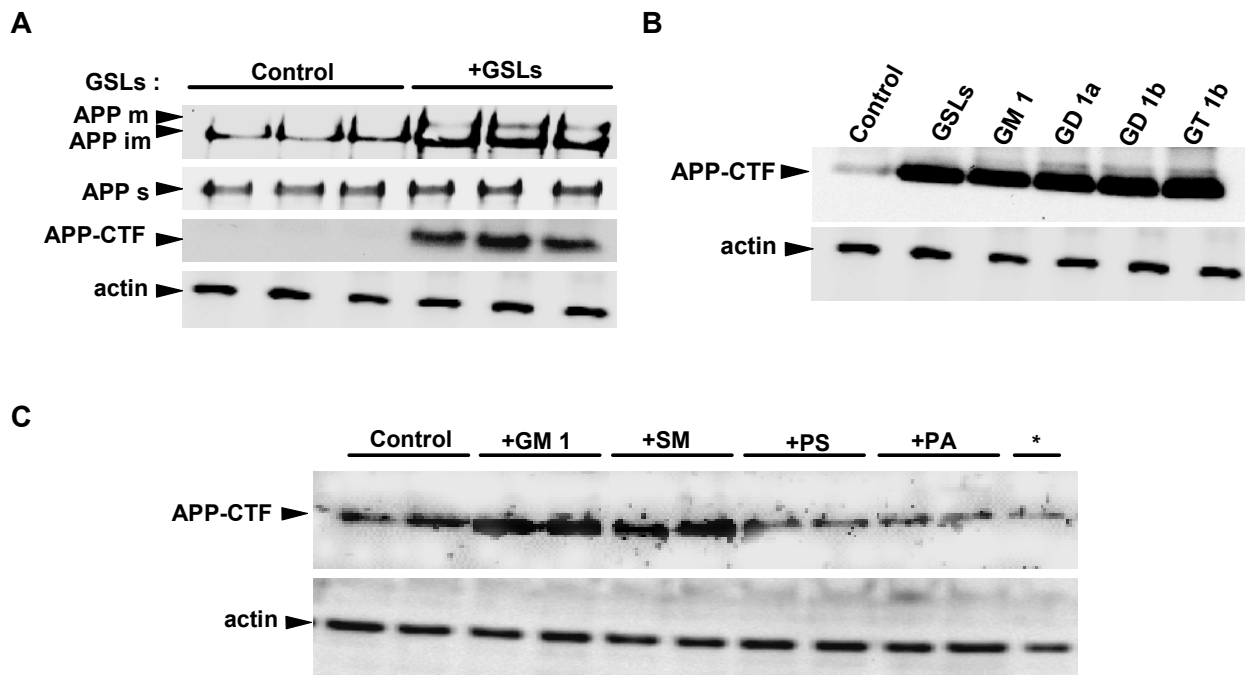 A
GSLs : Control +GSLs
APP m
APP im
APP s
APP-CTF
actin
B
Control GSLs GM 1 GD 1a GD 1b GT 1b
APP-CTF
actin
C
Control +GM 1 +SM +PS +PA *
APP-CTF
actin